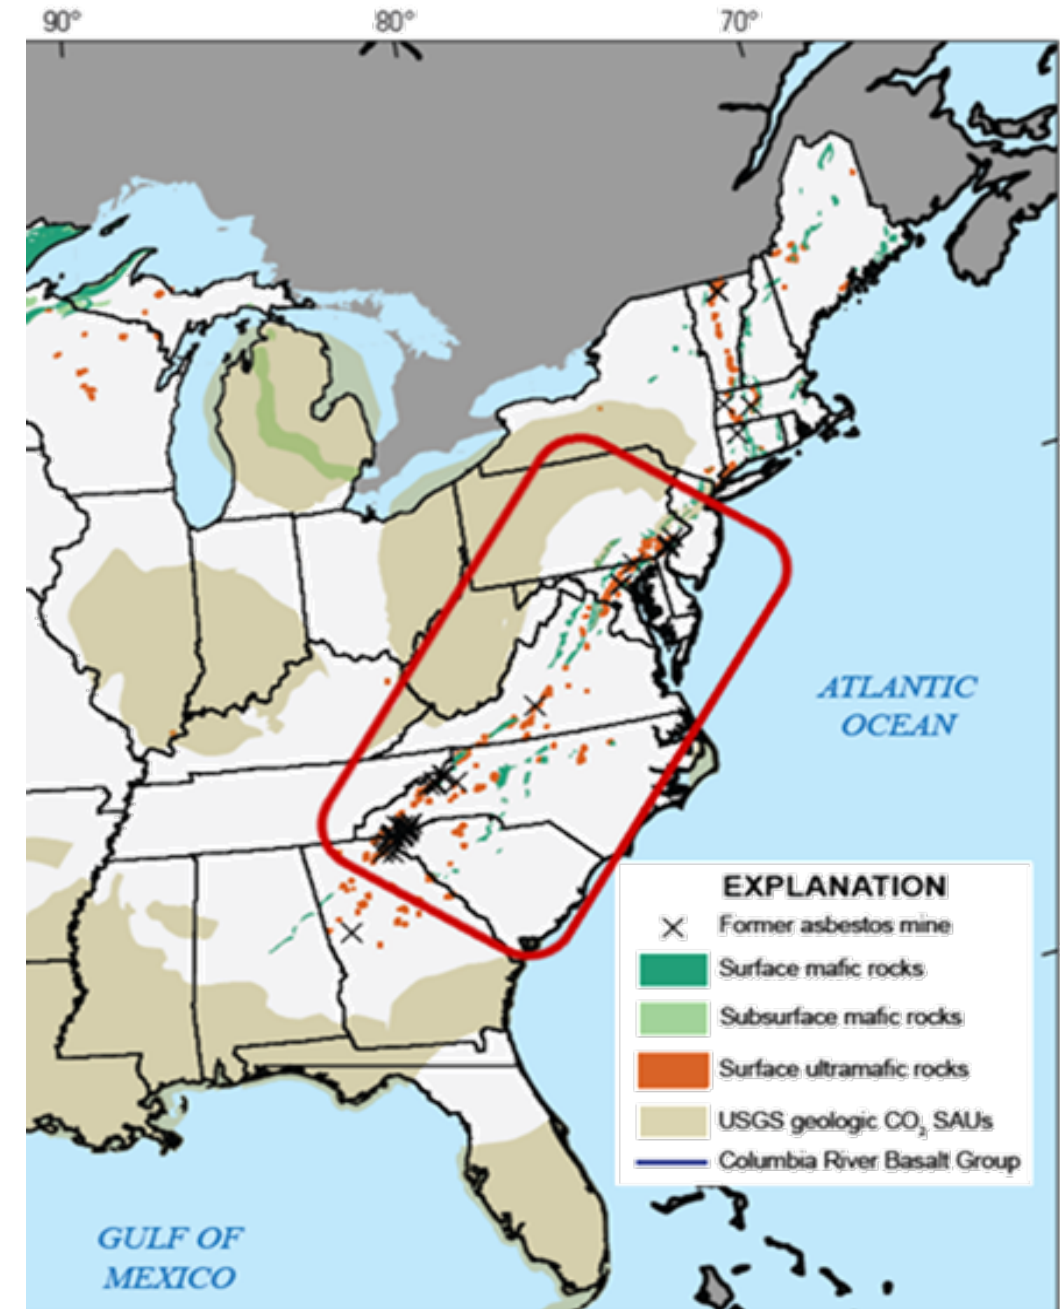 90° 80° 70°
ATLANTIC
OCEAN
EXPLANATION
Former asbestos mine
Surface mafic rocks
Subsurface mafic rocks
Surface ultramafic rocks
USGS geologic CO₂ SAUs
Columbia River Basalt Group
GULF OF
MEXICO